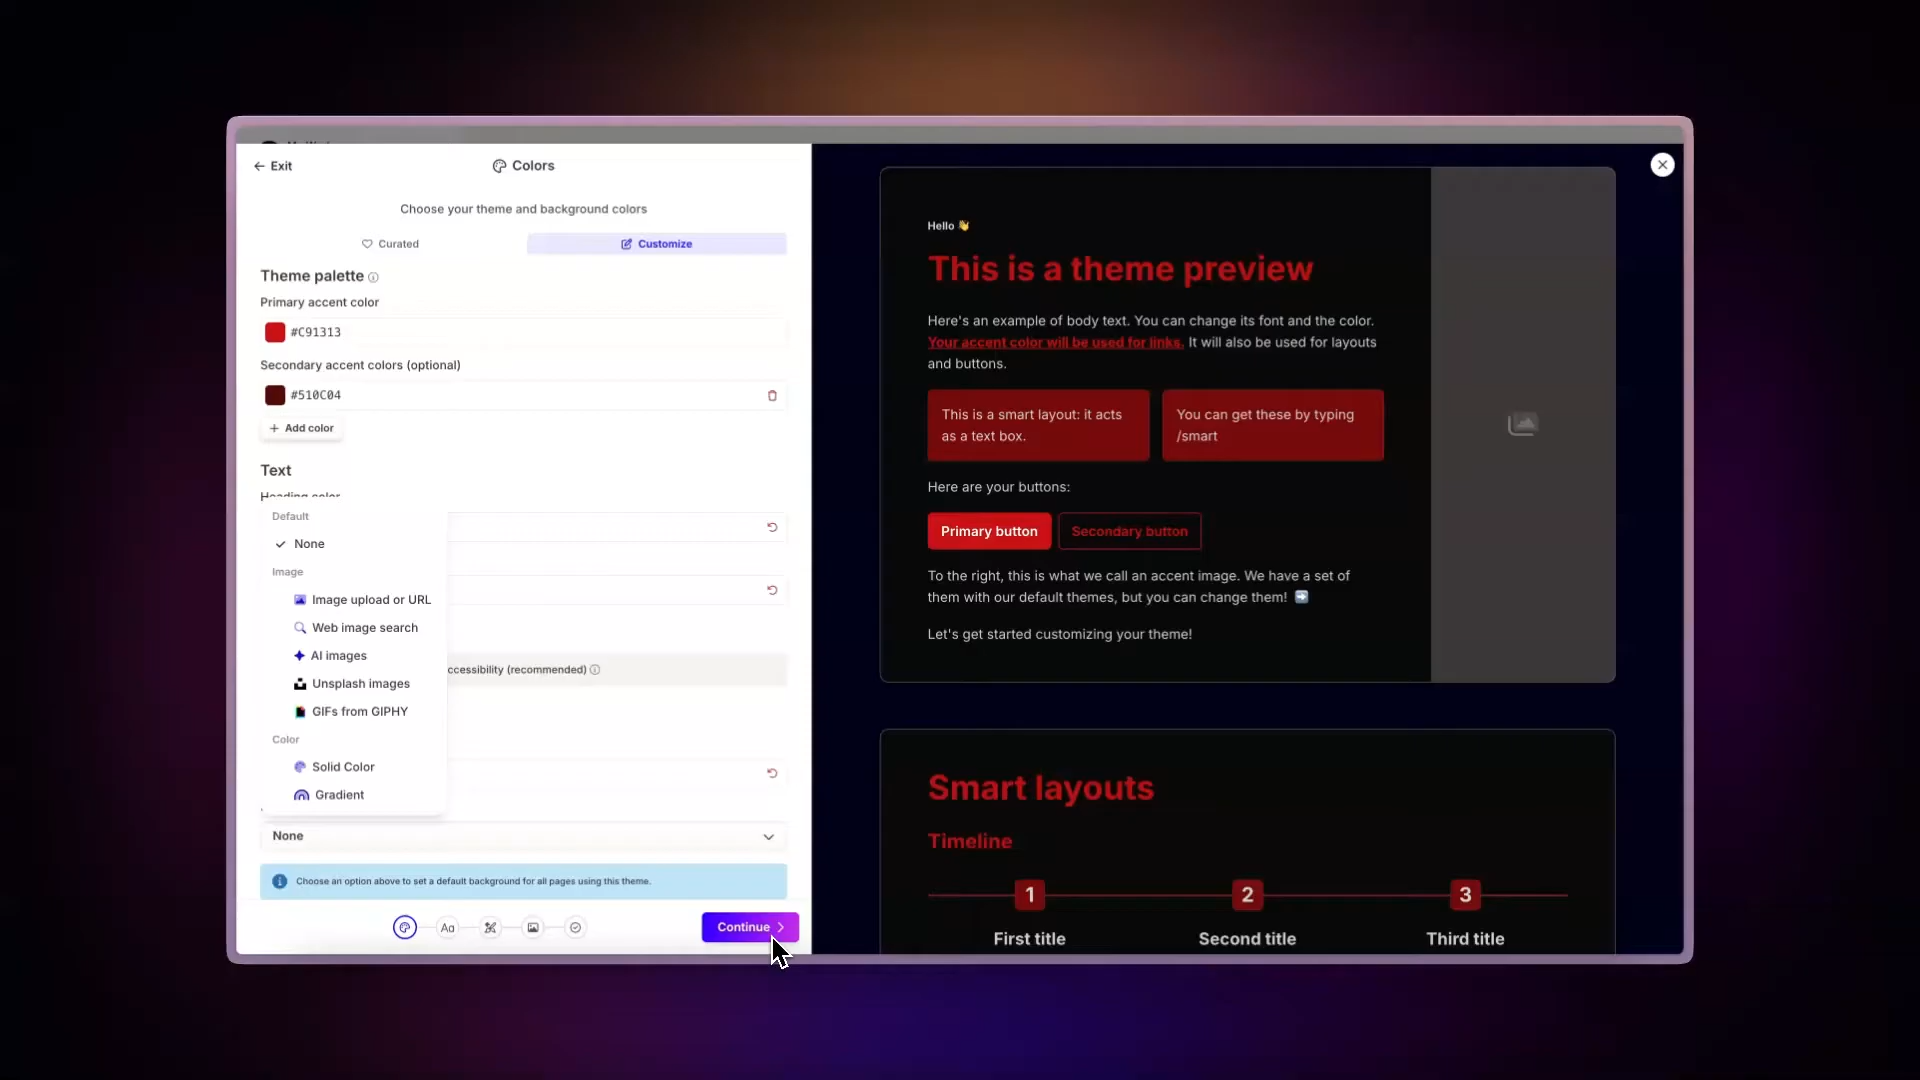 Exit
Colors
Choose your theme and background colors
Curated
Customize
Theme palette
Primary accent color
#C91313
Secondary accent colors (optional)
#510C04
+ Add color
Text
Heading color
Default
None
Image
Image upload or URL
Web image search
AI images
ccessibility (recommended)
Unsplash images
GIFs from GIPHY
Color
Solid Color
Gradient
None
Choose an option above to set a default background for all pages using this theme.
Aa
Continue
Hello 👋
This is a theme preview
Here's an example of body text. You can change its font and the color.
Your accent color will be used for links. It will also be used for layouts
and buttons.
This is a smart layout: it acts
as a text box.
You can get these by typing
/smart
Here are your buttons:
Primary button
Secondary button
To the right, this is what we call an accent image. We have a set of
them with our default themes, but you can change them! ➡️
Let's get started customizing your theme!
Smart layouts
Timeline
1
2
3
First title
Second title
Third title